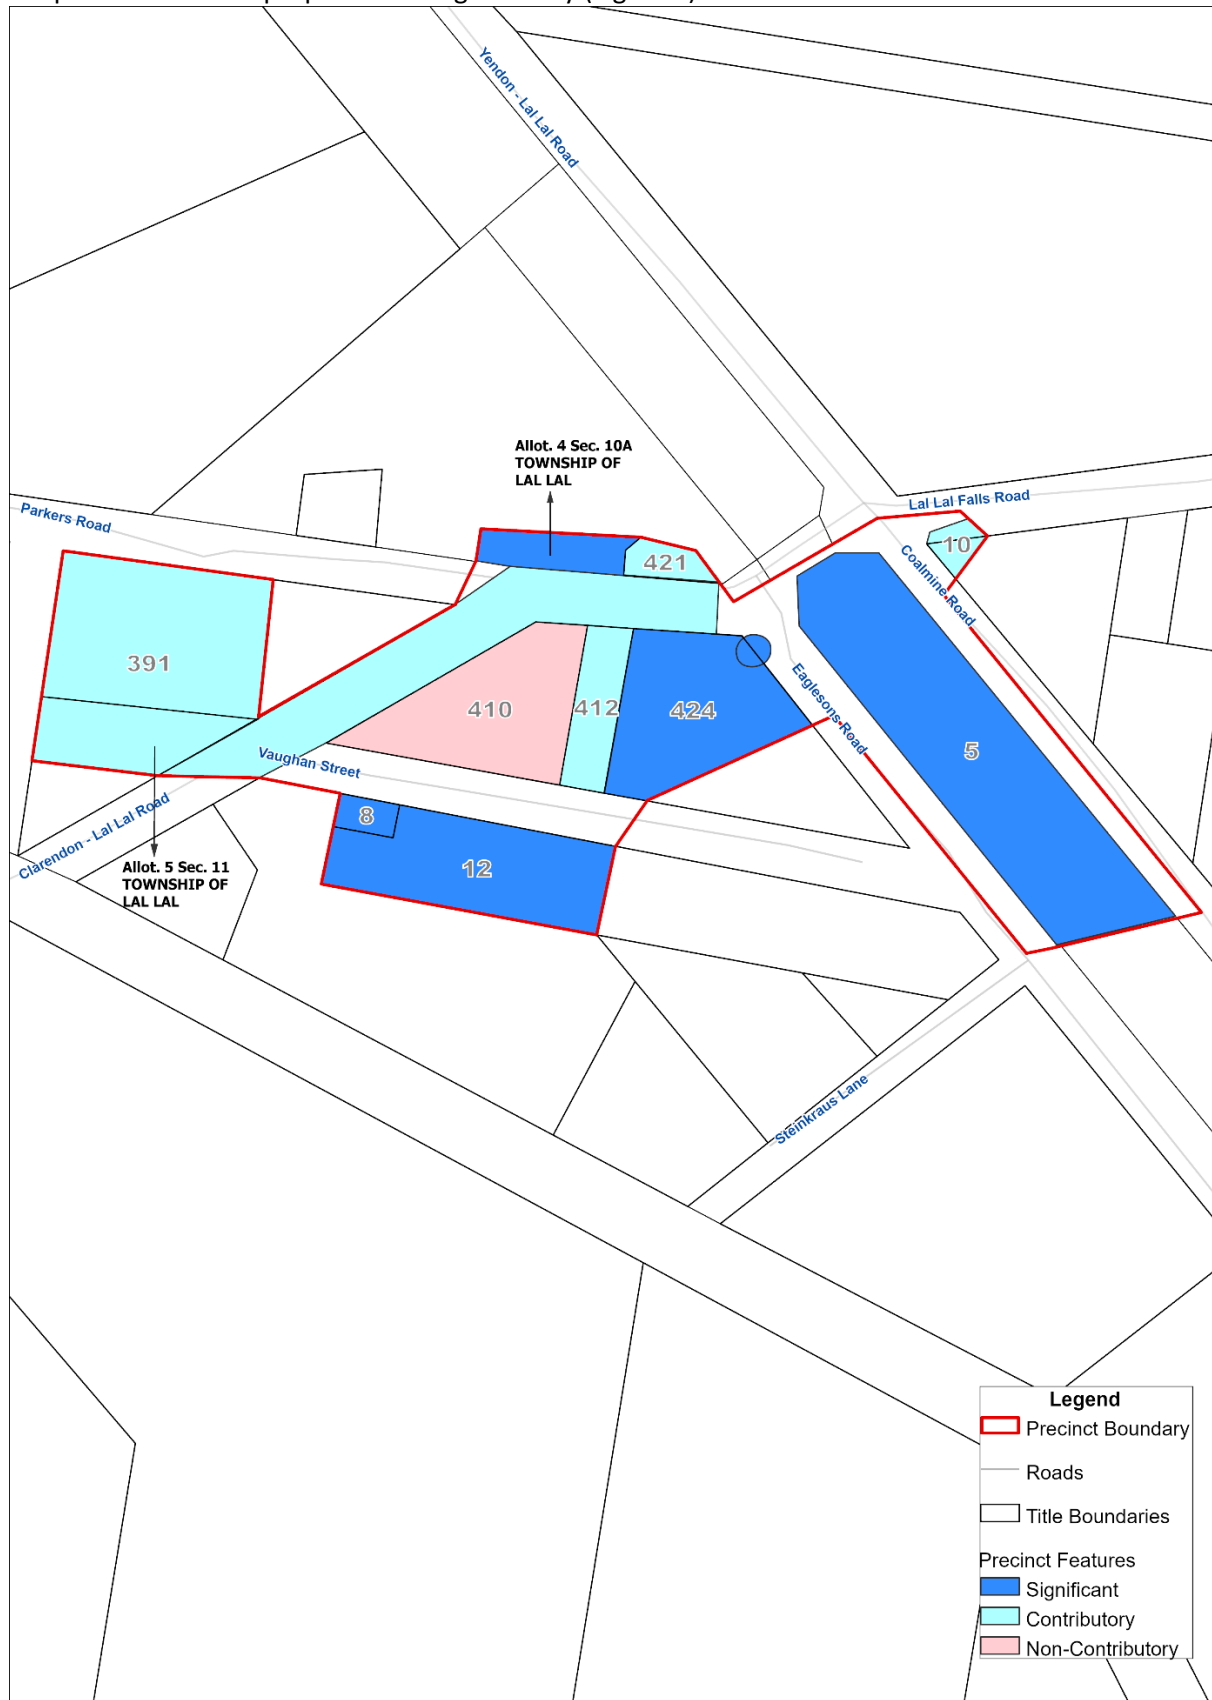 Yendon - Lal Lal Road
Allot. 4 Sec. 10A
TOWNSHIP OF
LAL LAL
Lal Lal Falls Road
Parkers Road
421
10
Coalmine Road
391
410
412
424
Eaglesons Road
5
Vaughan Street
8
Clarendon - Lal Lal Road
12
Allot. 5 Sec. 11
TOWNSHIP OF
LAL LAL
Steinkraus Lane
Legend
Precinct Boundary
Roads
Title Boundaries
Precinct Features
Significant
Contributory
Non-Contributory